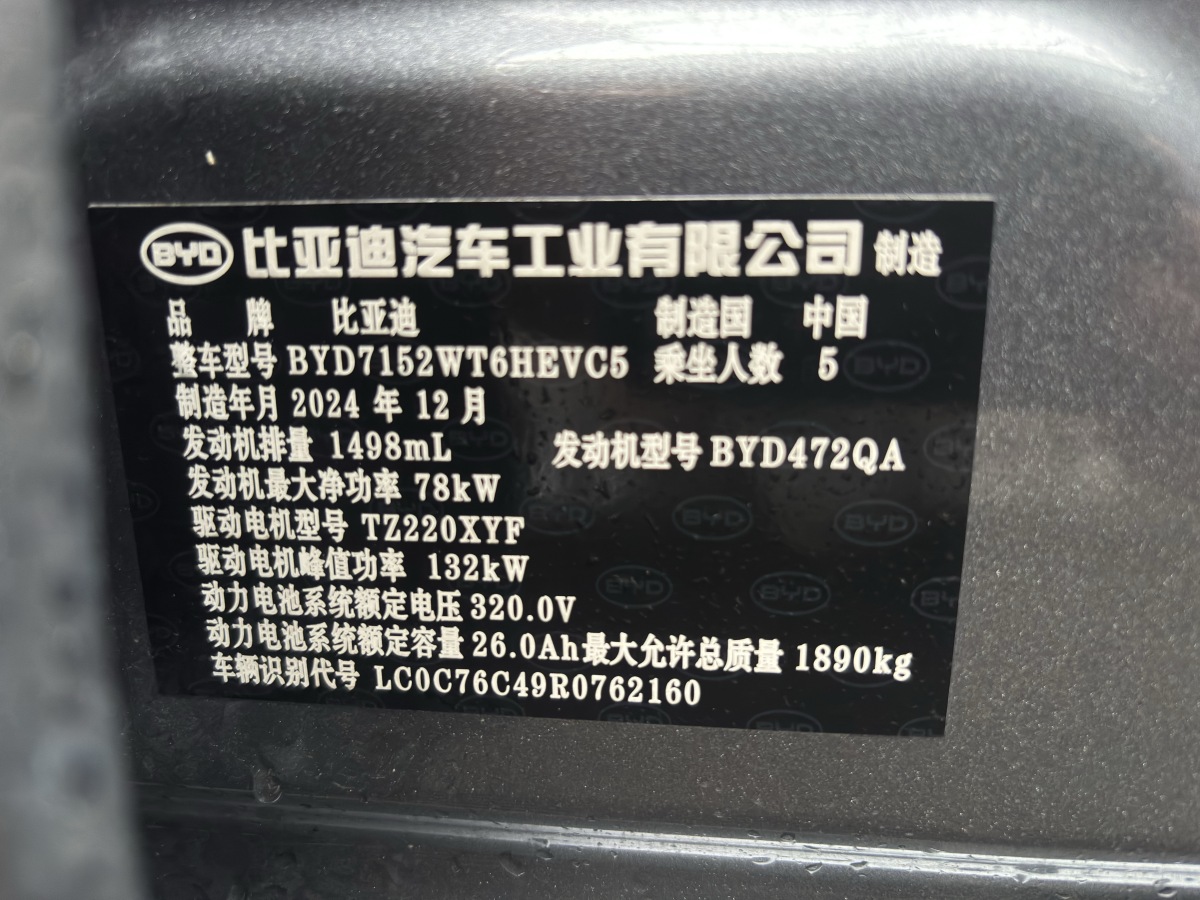 BYD 比亚迪汽车工业有限公司 制造
品 牌 比亚迪 制造国 中国
整车型号 BYD7152WT6HEVC5 乘坐人数 5
制造年月 2024 年 12 月
发动机排量 1498mL 发动机型号 BYD472QA
发动机最大净功率 78kW
驱动电机型号 TZ220XYF
驱动电机峰值功率 132kW
动力电池系统额定电压 320.0V
动力电池系统额定容量 26.0Ah 最大允许总质量 1890kg
车辆识别代号 LC0C76C49R0762160